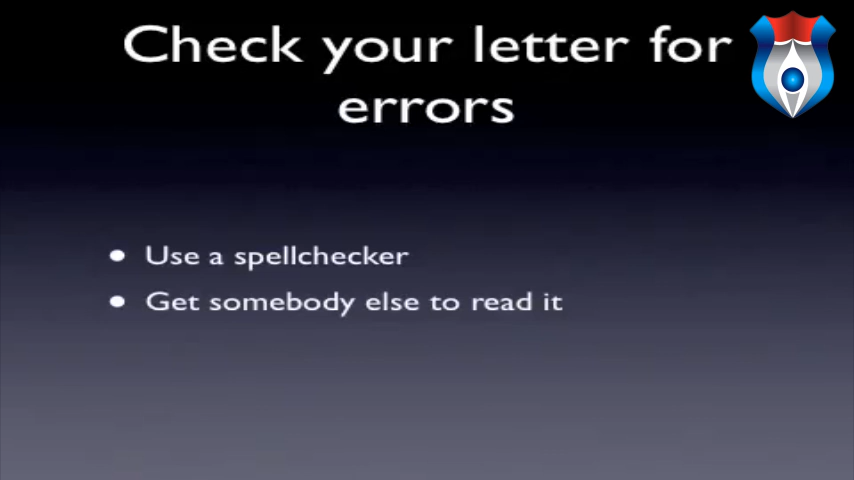 Check your letter for
errors
• Use a spellchecker
• Get somebody else to read it